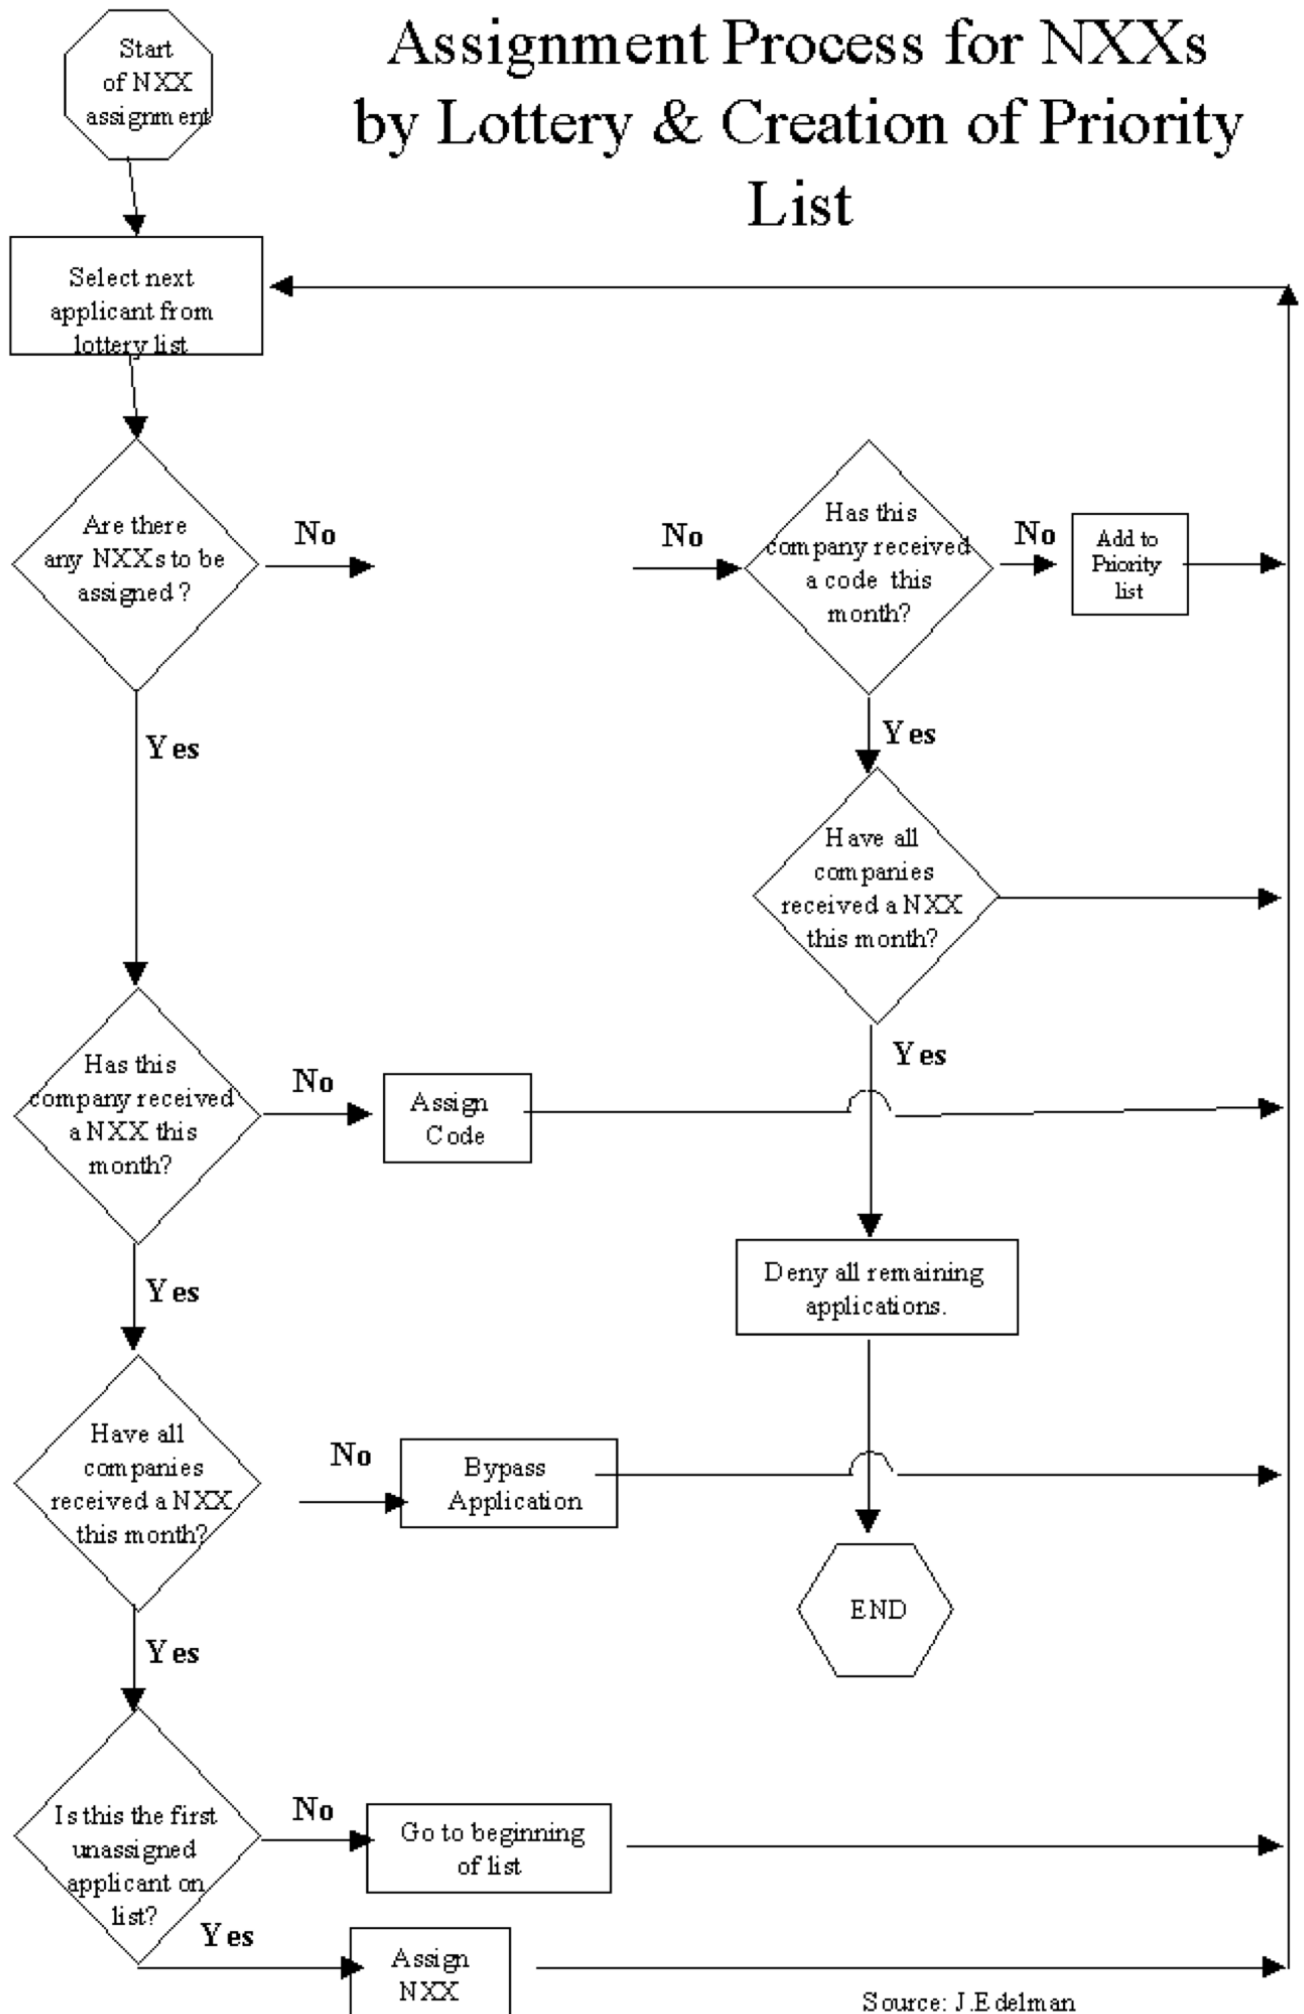 Assignment Process for NXXs
by Lottery & Creation of Priority
List
Start
of NXX
assignment
Select next
applicant from
lottery list
Are there
any NXXs to be
assigned ?
No
No
Has this
company received
a code this
month?
No
Add to
Priority
list
Yes
Yes
Have all
companies
received a NXX
this month?
Yes
Has this
company received
a NXX this
month?
No
Assign
Code
Deny all remaining
applications.
Yes
Have all
companies
received a NXX
this month?
No
Bypass
Application
END
Yes
Is this the first
unassigned
applicant on
list?
No
Go to beginning
of list
Yes
Assign
NXX
Source: J.Edelman